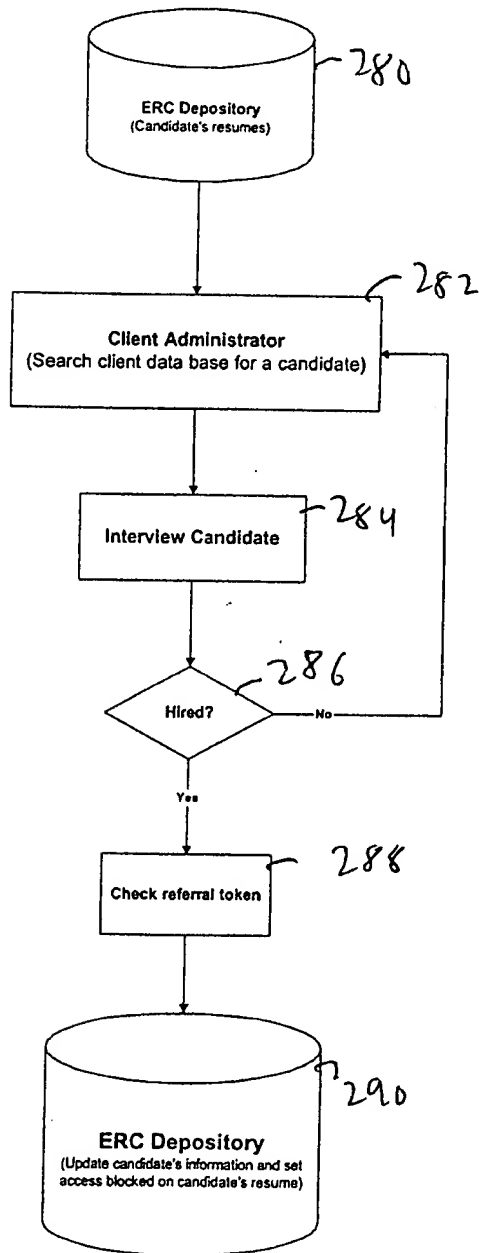 280
ERC Depository
(Candidate's resumes)
282
Client Administrator
(Search client data base for a candidate)
284
Interview Candidate
286
Hired?
No
Yes
288
Check referral token
290
ERC Depository
(Update candidate's information and set
access blocked on candidate's resume)